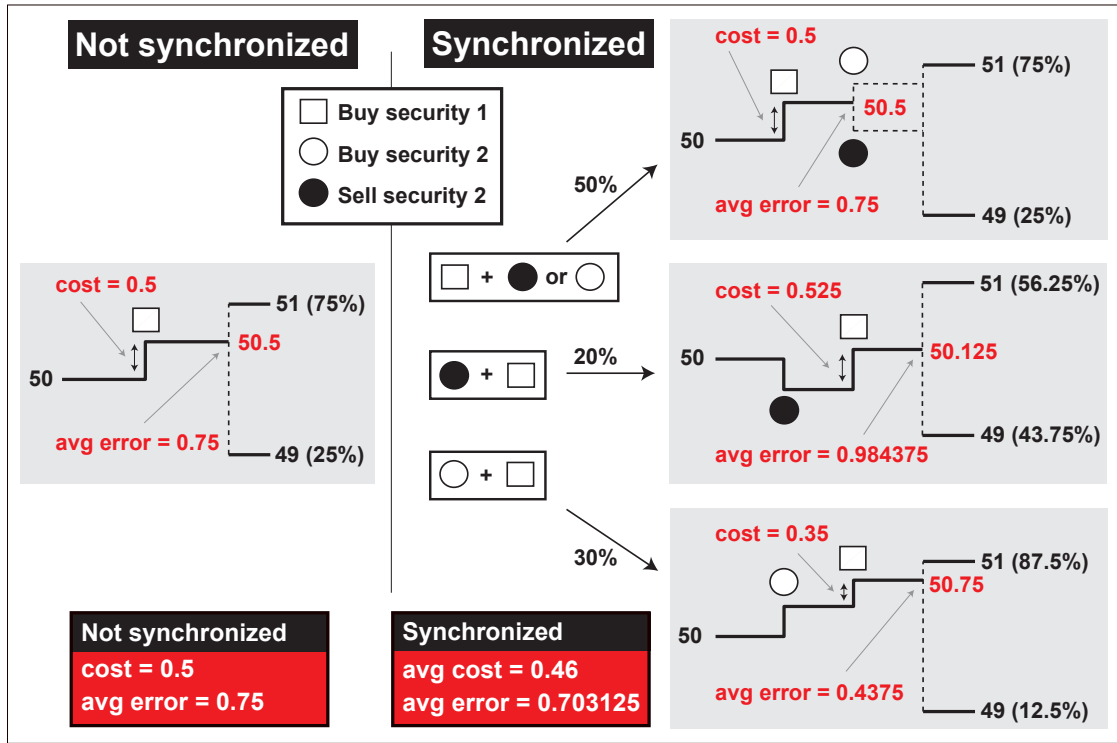 Not synchronized
Synchronized
Buy security 1
Buy security 2
Sell security 2
cost = 0.5
50
50.5
51 (75%)
avg error = 0.75
49 (25%)
50%
+ or
20%
+
+
30%
cost = 0.5
51 (75%)
50.5
50
avg error = 0.75
49 (25%)
cost = 0.525
51 (56.25%)
50
50.125
49 (43.75%)
avg error = 0.984375
cost = 0.35
51 (87.5%)
50.75
50
avg error = 0.4375
49 (12.5%)
Not synchronized
cost = 0.5
avg error = 0.75
Synchronized
avg cost = 0.46
avg error = 0.703125